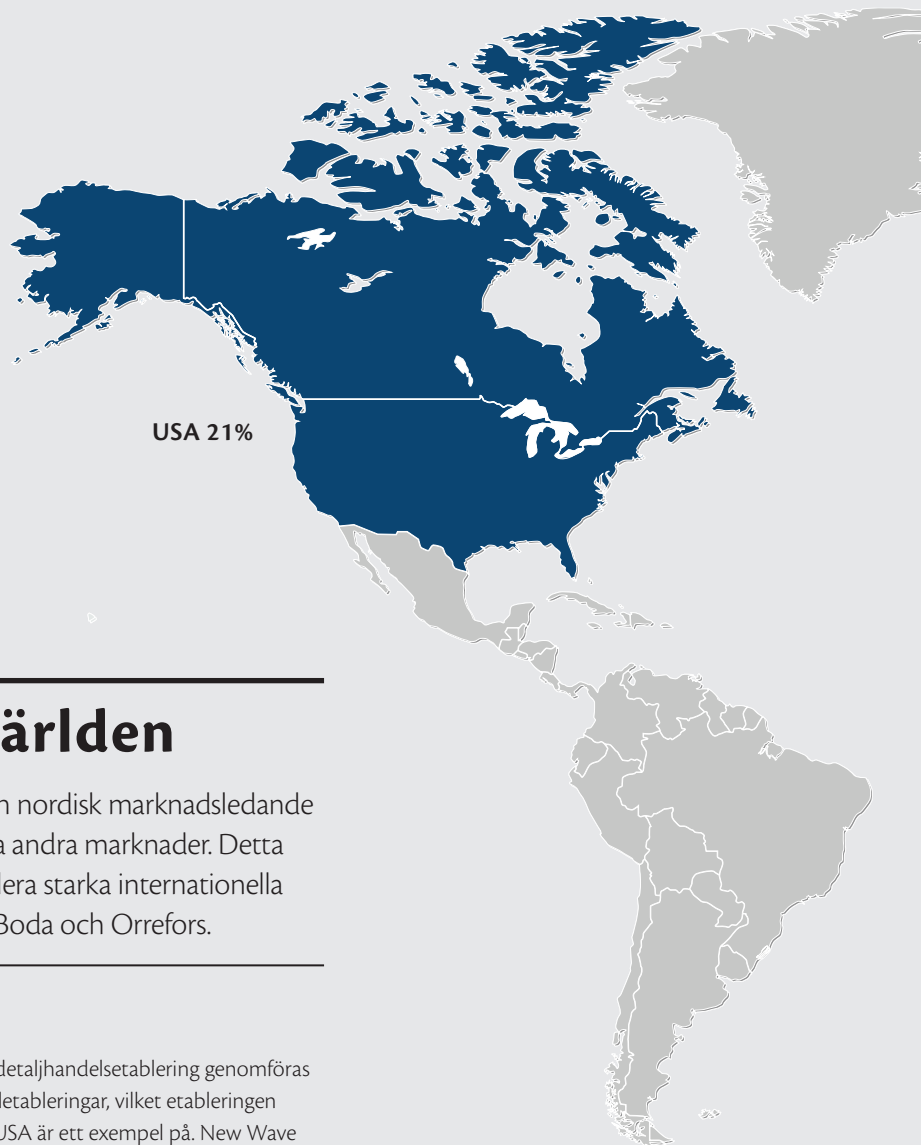 USA 21%
ärlden
n nordisk marknadsledande
a andra marknader. Detta
lera starka internationella
Boda och Orrefors.
detaljhandelsetablering genomföras
letableringar, vilket etableringen
USA är ett exempel på. New Wave